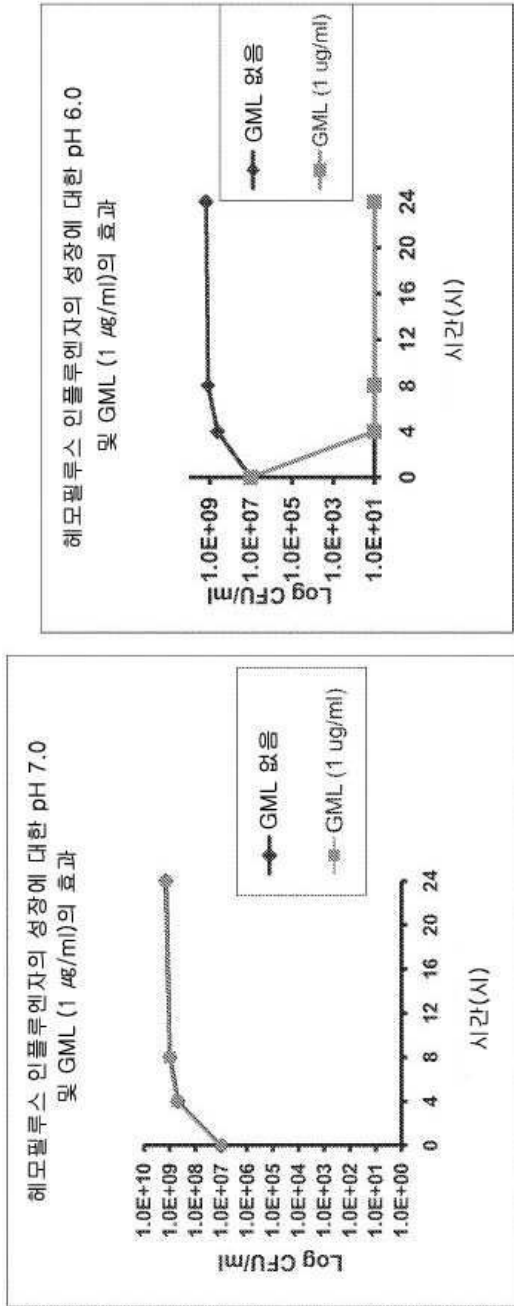 헤모필루스 인플루엔자의 성장에 대한 pH 7.0
및 GML (1 ㎍/ml)의 효과
Log CFU/ml
1.0E+10
1.0E+09
1.0E+08
1.0E+07
1.0E+06
1.0E+05
1.0E+04
1.0E+03
1.0E+02
1.0E+01
1.0E+00
0 4 8 12 16 20 24
시간(시)
GML 없음
GML (1 ug/ml)
헤모필루스 인플루엔자의 성장에 대한 pH 6.0
및 GML (1 ㎍/ml)의 효과
Log CFU/ml
1.0E+09
1.0E+07
1.0E+05
1.0E+03
1.0E+01
0 4 8 12 16 20 24
시간(시)
GML 없음
GML (1 ug/ml)